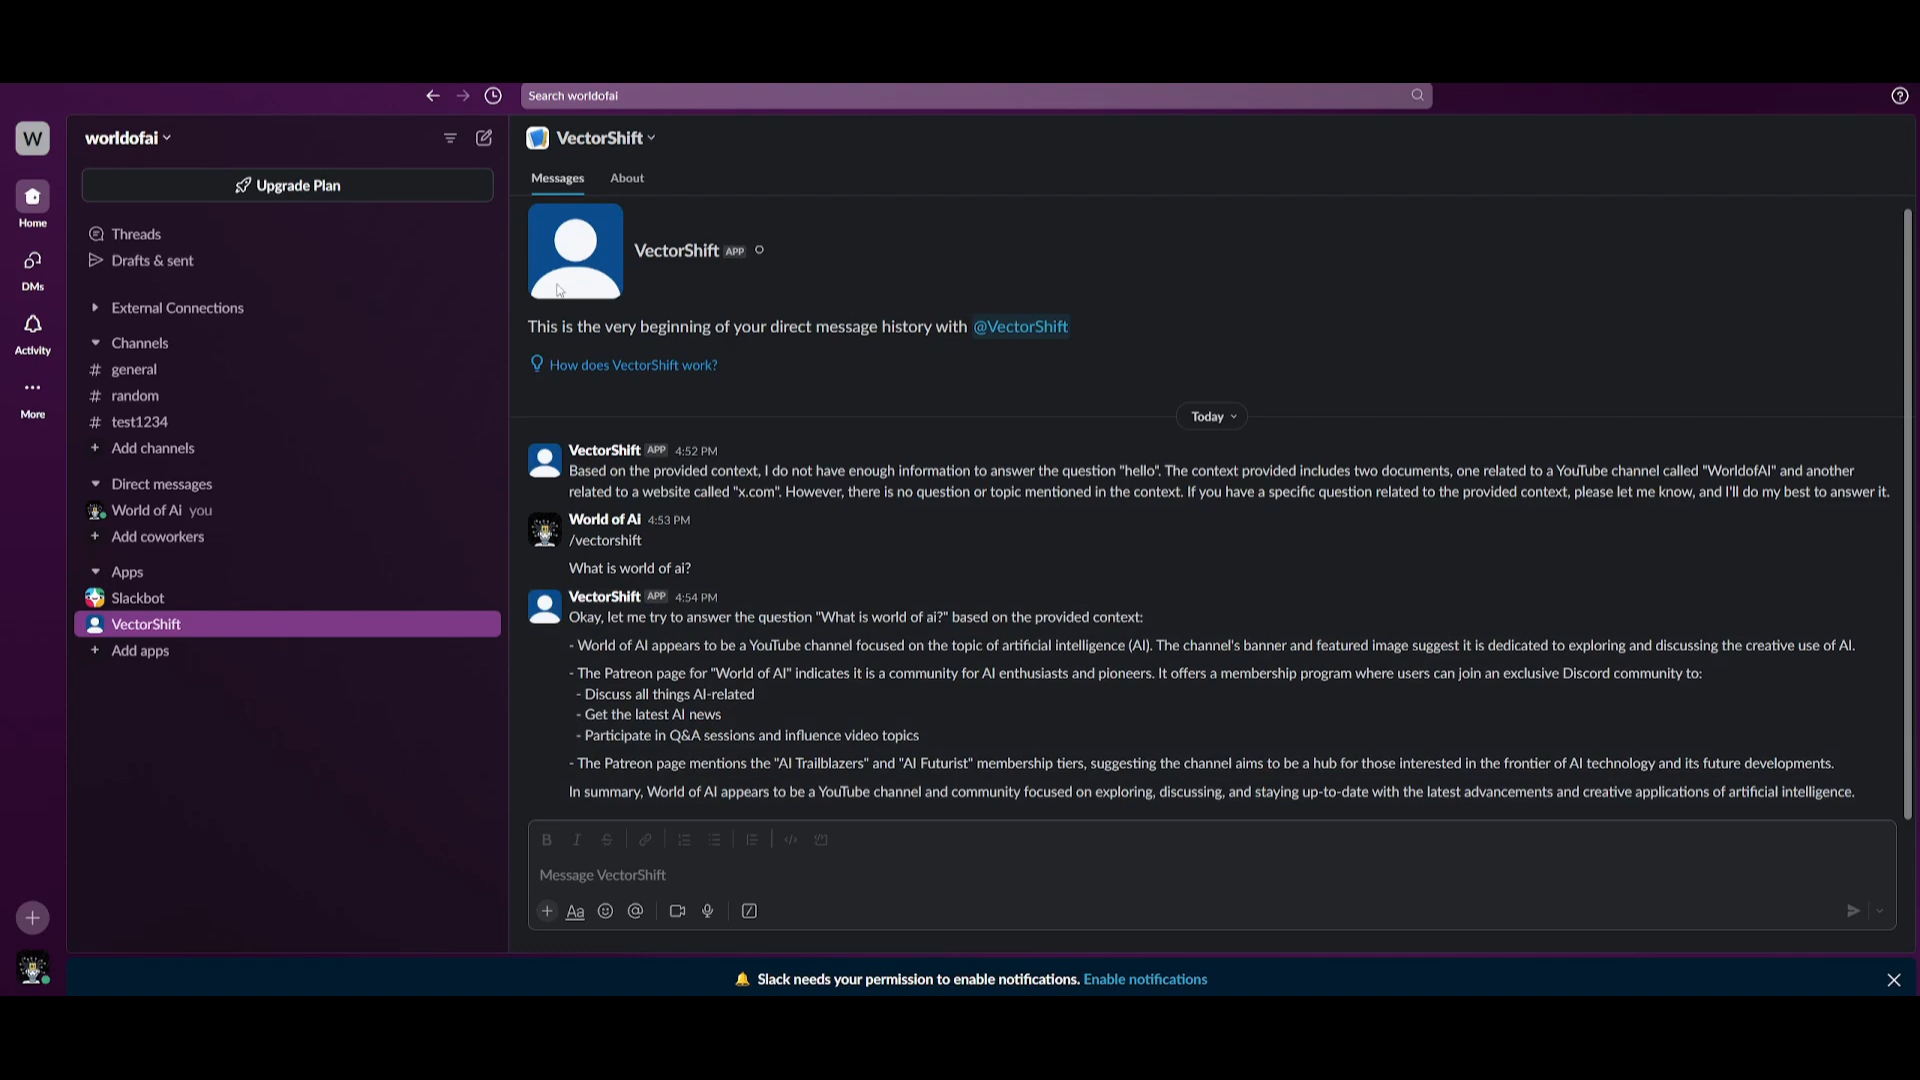 Search worldofai
W
worldofai
VectorShift
Upgrade Plan
Messages
About
Home
Threads
VectorShift APP
Drafts & sent
DMs
External Connections
This is the very beginning of your direct message history with @VectorShift
Channels
Activity
# general
How does VectorShift work?
# random
More
Today
# test1234
+ Add channels
VectorShift APP 4:52 PM
Based on the provided context, I do not have enough information to answer the question "hello". The context provided includes two documents, one related to a YouTube channel called "WorldofAI" and another
related to a website called "x.com". However, there is no question or topic mentioned in the context. If you have a specific question related to the provided context, please let me know, and I'll do my best to answer it.
Direct messages
World of Ai you
World of Ai 4:53 PM
+ Add coworkers
/vectorshift
Apps
What is world of ai?
Slackbot
VectorShift APP 4:54 PM
VectorShift
Okay, let me try to answer the question "What is world of ai?" based on the provided context:
+ Add apps
- World of AI appears to be a YouTube channel focused on the topic of artificial intelligence (AI). The channel's banner and featured image suggest it is dedicated to exploring and discussing the creative use of AI.
- The Patreon page for "World of AI" indicates it is a community for AI enthusiasts and pioneers. It offers a membership program where users can join an exclusive Discord community to:
- Discuss all things AI-related
- Get the latest AI news
- Participate in Q&A sessions and influence video topics
- The Patreon page mentions the "AI Trailblazers" and "AI Futurist" membership tiers, suggesting the channel aims to be a hub for those interested in the frontier of AI technology and its future developments.
In summary, World of AI appears to be a YouTube channel and community focused on exploring, discussing, and staying up-to-date with the latest advancements and creative applications of artificial intelligence.
B I S
Message VectorShift
+ Aa @
Slack needs your permission to enable notifications. Enable notifications